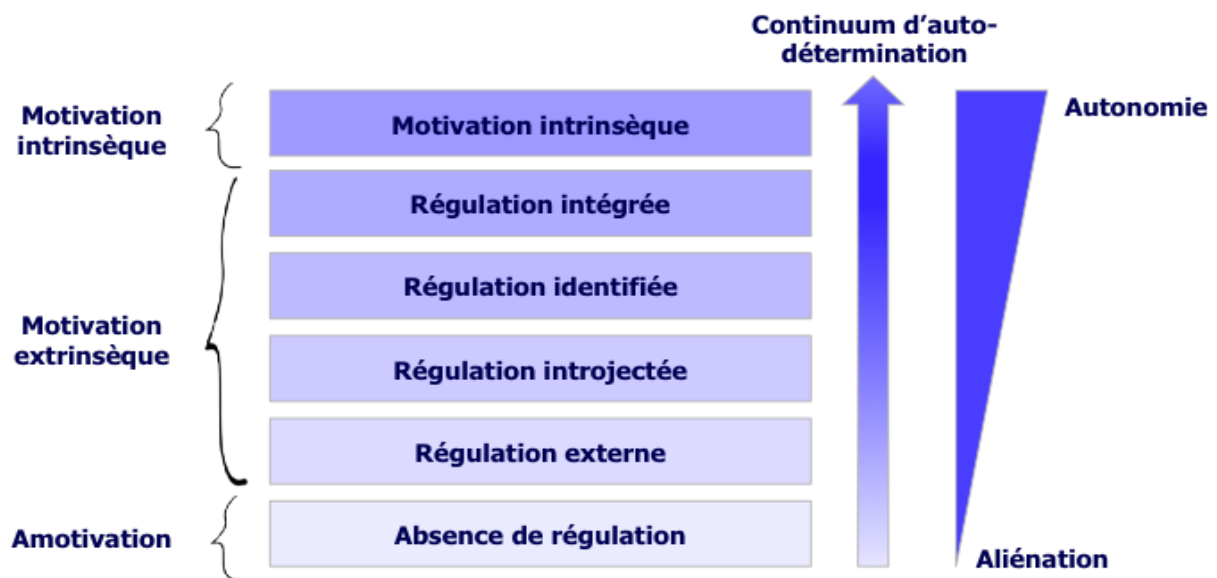 Continuum d'auto-
détermination
Autonomie
Motivation
intrinsèque
Motivation intrinsèque
Régulation intégrée
Régulation identifiée
Motivation
extrinsèque
Régulation introjectée
Régulation externe
Amotivation
Absence de régulation
Aliénation